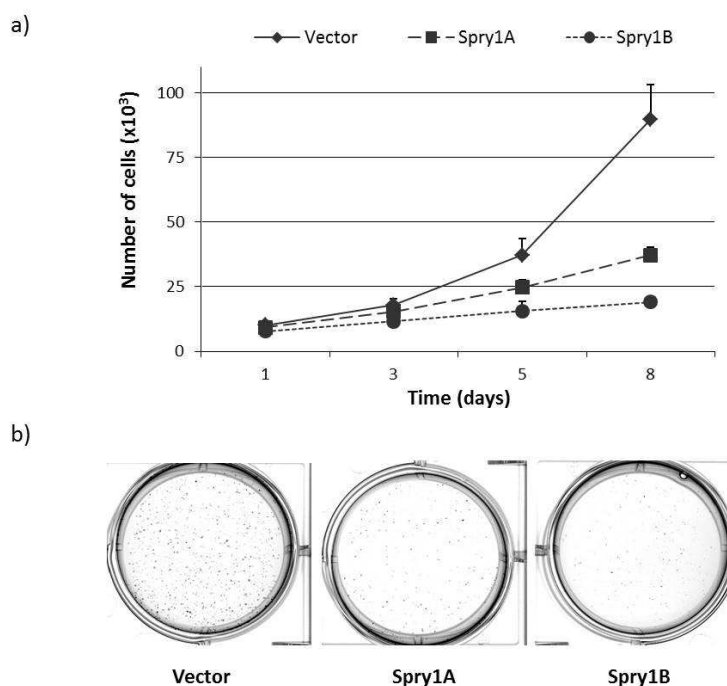 a)
Vector Spry1A Spry1B
Number of cells (x10³)
100
75
50
25
0
1 3 5 8
Time (days)
b)
Vector Spry1A Spry1B